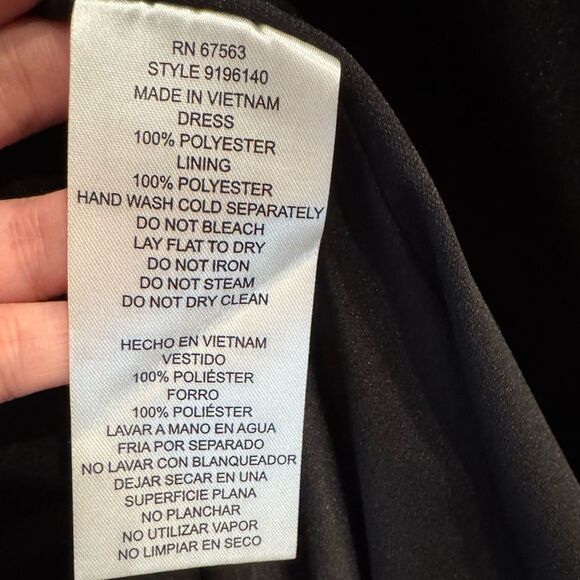 RN 67563
STYLE 9196140
MADE IN VIETNAM
DRESS
100% POLYESTER
LINING
100% POLYESTER
HAND WASH COLD SEPARATELY
DO NOT BLEACH
LAY FLAT TO DRY
DO NOT IRON
DO NOT STEAM
DO NOT DRY CLEAN
HECHO EN VIETNAM
VESTIDO
100% POLIÉSTER
FORRO
100% POLIÉSTER
LAVAR A MANO EN AGUA
FRIA POR SEPARADO
NO LAVAR CON BLANQUEADOR
DEJAR SECAR EN UNA
SUPERFICIE PLANA
NO PLANCHAR
NO UTILIZAR VAPOR
NO LIMPIAR EN SECO